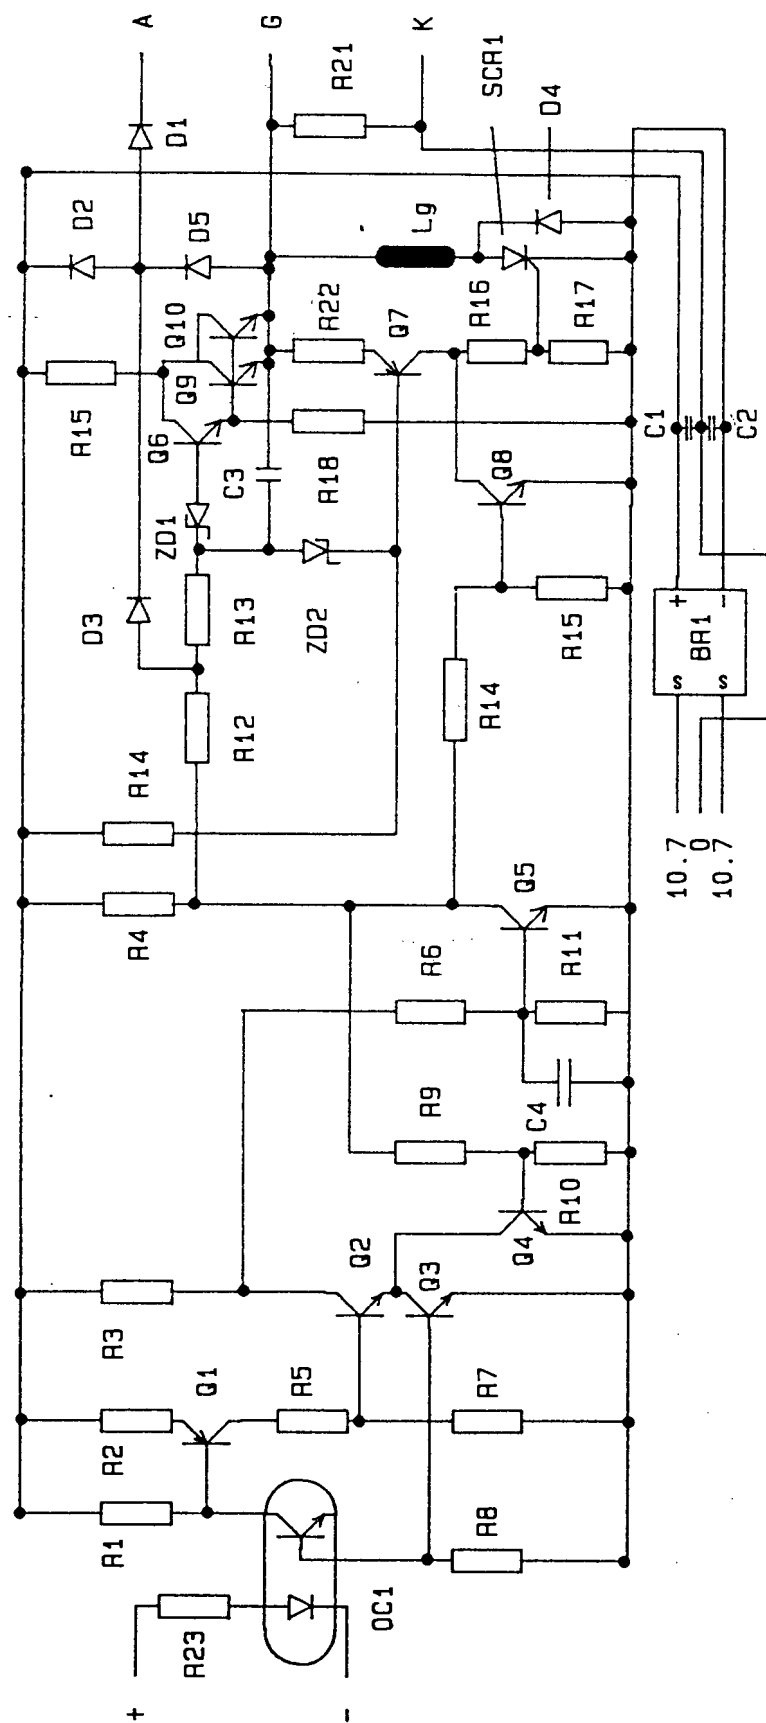 A
R1
R2
R3
R4
R14
D3
R15
D2
D1
+
R23
Q1
R12
R13
ZD1
Q6
Q9
Q10
D5
C3
G
R5
ZD2
R18
R22
R21
-
OC1
Q2
Q7
Lg
K
Q3
R9
R6
R8
R7
R14
Q8
R16
SCR1
Q4
C4
Q5
D4
R10
R11
R15
R17
C1
10.7
s
+
0
BR1
10.7
s
-
C2